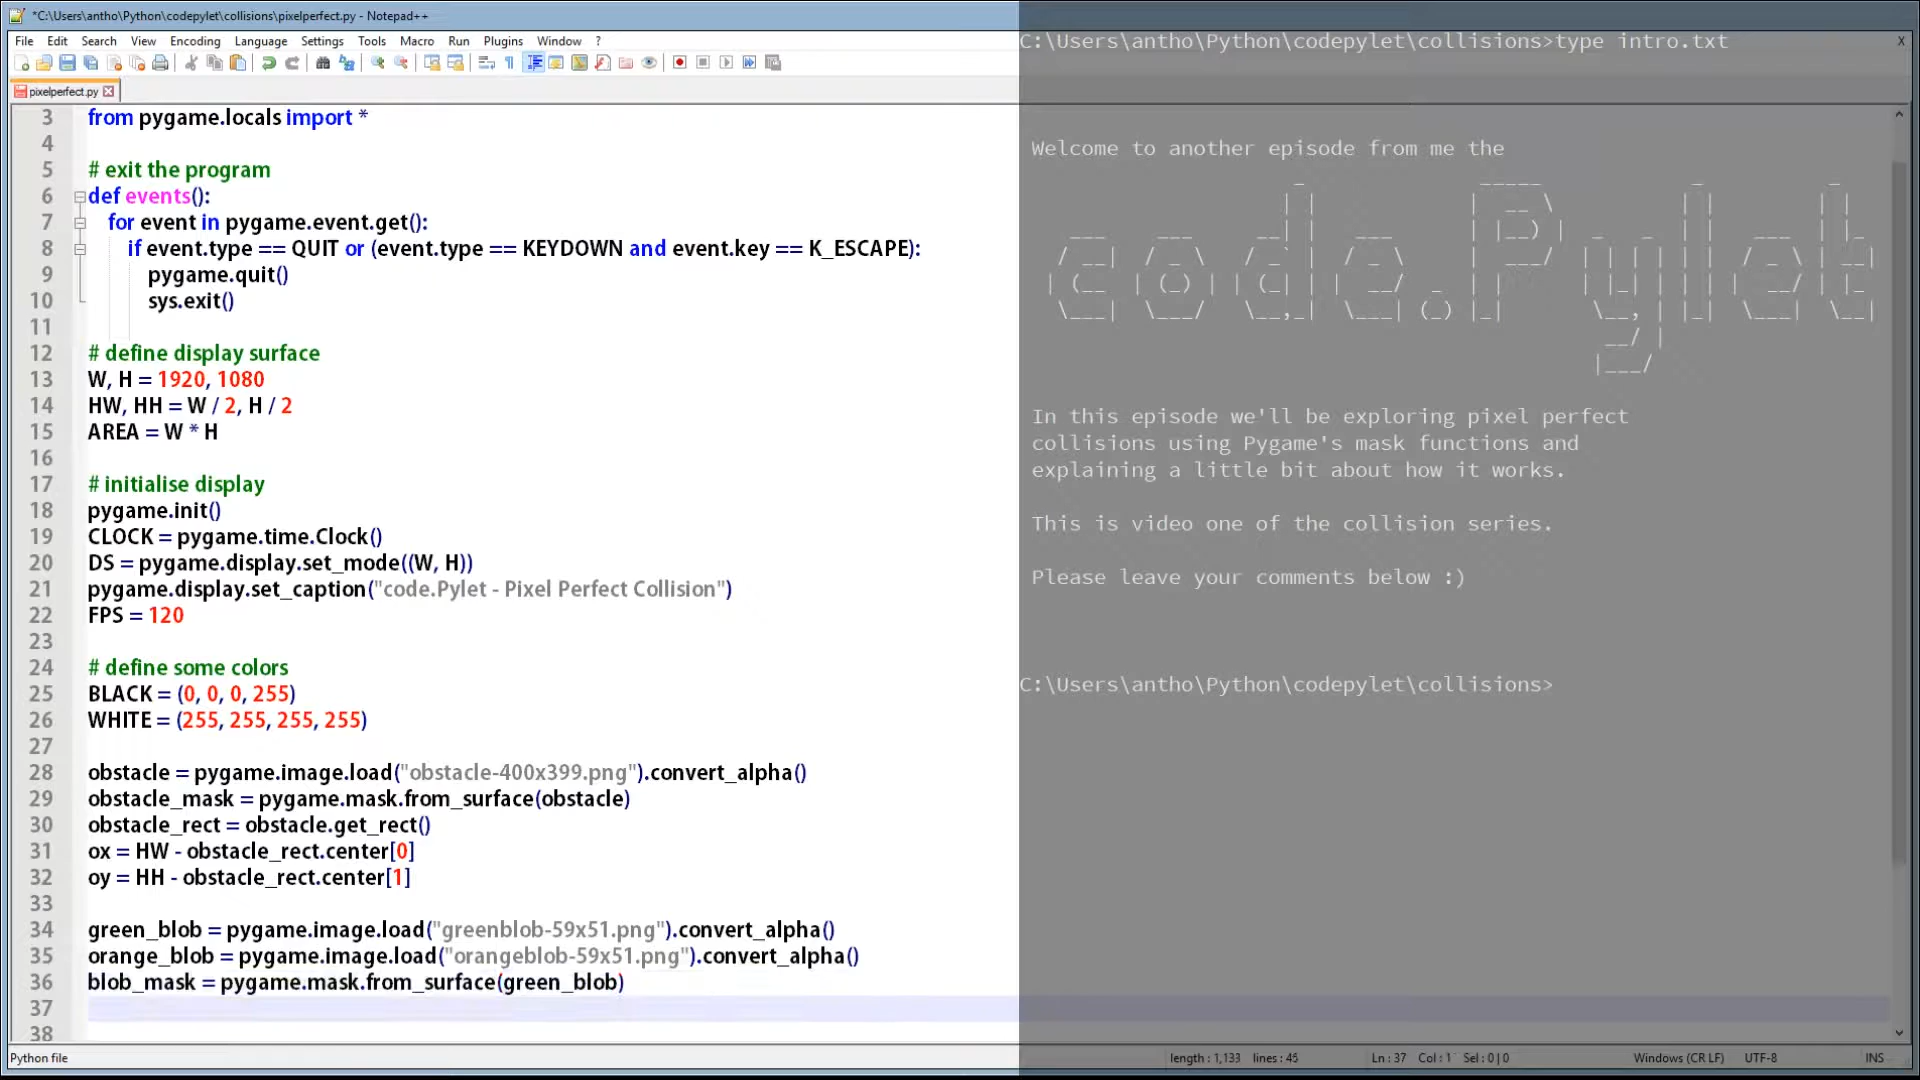 *C:\Users\antho\Python\codepylet\collisions\pixelperfect.py - Notepad++
File Edit Search View Encoding Language Settings Tools Macro Run Plugins Window ?
X
pixelperfect.py
3 from pygame.locals import *
4
5 # exit the program
6 def events():
7 for event in pygame.event.get():
8 if event.type == QUIT or (event.type == KEYDOWN and event.key == K_ESCAPE):
9 pygame.quit()
10 sys.exit()
11
12 # define display surface
13 W, H = 1920, 1080
14 HW, HH = W / 2, H / 2
15 AREA = W * H
16
17 # initialise display
18 pygame.init()
19 CLOCK = pygame.time.Clock()
20 DS = pygame.display.set_mode((W, H))
21 pygame.display.set_caption("code.Pylet - Pixel Perfect Collision")
22 FPS = 120
23
24 # define some colors
25 BLACK = (0, 0, 0, 255)
26 WHITE = (255, 255, 255, 255)
27
28 obstacle = pygame.image.load("obstacle-400x399.png").convert_alpha()
29 obstacle_mask = pygame.mask.from_surface(obstacle)
30 obstacle_rect = obstacle.get_rect()
31 ox = HW - obstacle_rect.center[0]
32 oy = HH - obstacle_rect.center[1]
33
34 green_blob = pygame.image.load("greenblob-59x51.png").convert_alpha()
35 orange_blob = pygame.image.load("orangeblob-59x51.png").convert_alpha()
36 blob_mask = pygame.mask.from_surface(green_blob)
37
38
C:\Users\antho\Python\codepylet\collisions>type intro.txt
Welcome to another episode from me the
code.Pylet
In this episode we'll be exploring pixel perfect
collisions using Pygame's mask functions and
explaining a little bit about how it works.
This is video one of the collision series.
Please leave your comments below :)
C:\Users\antho\Python\codepylet\collisions>
Python file length : 1,133 lines : 45 Ln : 37 Col : 1 Sel : 0 | 0 Windows (CR LF) UTF-8 INS